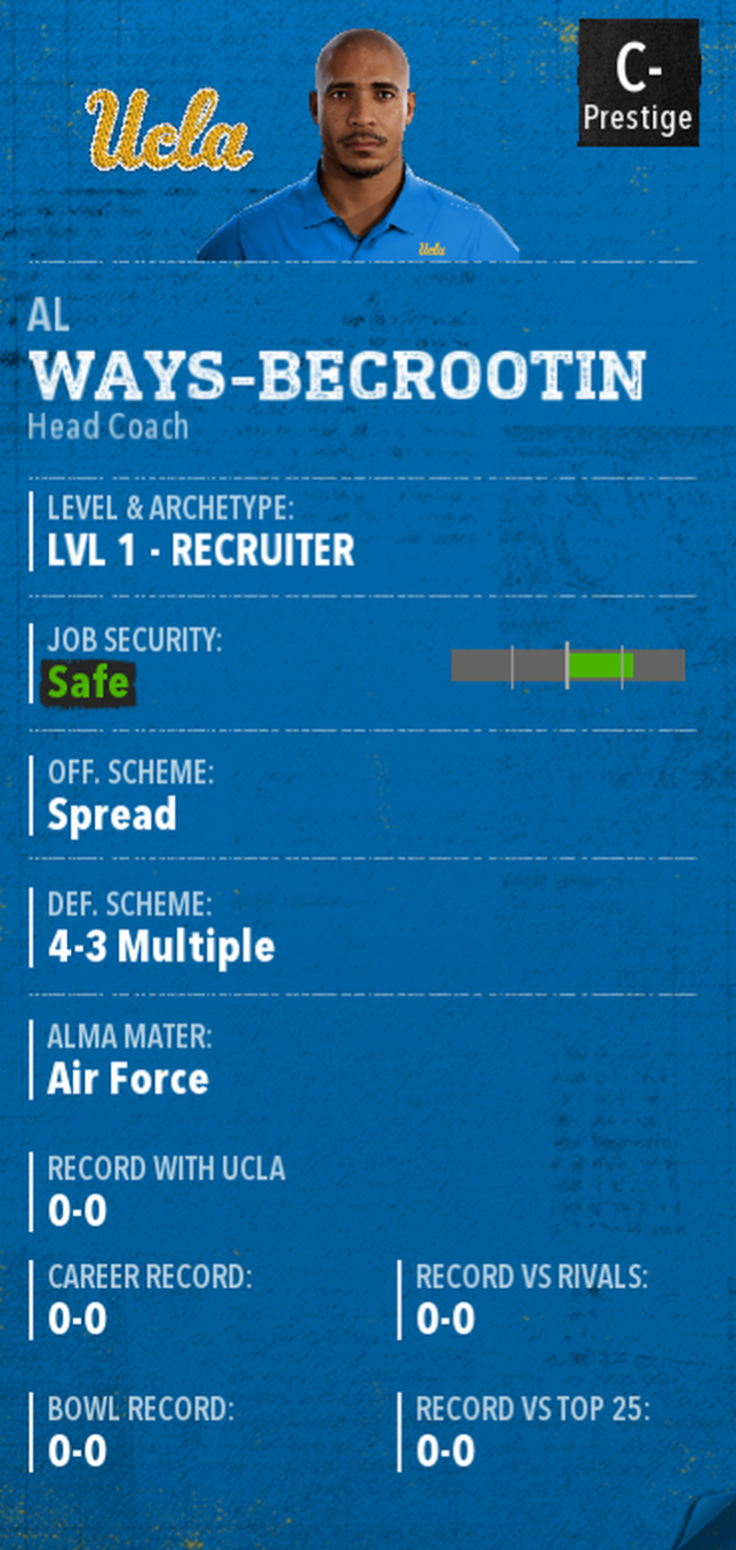 Ucla
C-
Prestige
Ucla
AL
WAYS-BECROOTIN
Head Coach
LEVEL & ARCHETYPE:
LVL 1 - RECRUITER
JOB SECURITY:
Safe
OFF. SCHEME:
Spread
DEF. SCHEME:
4-3 Multiple
ALMA MATER:
Air Force
RECORD WITH UCLA
0-0
CAREER RECORD:
0-0
RECORD VS RIVALS:
0-0
BOWL RECORD:
0-0
RECORD VS TOP 25:
0-0